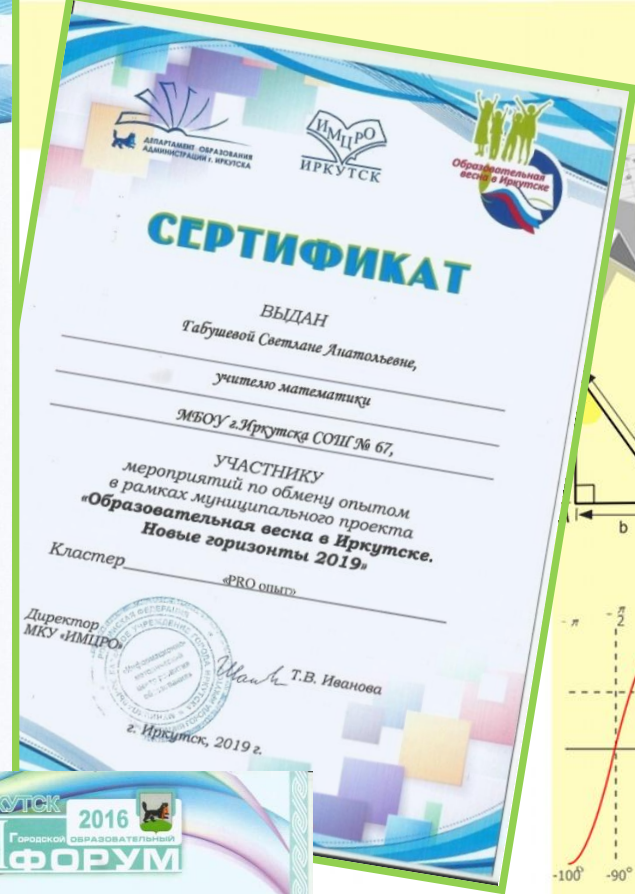 ДЕПАРТАМЕНТ ОБРАЗОВАНИЯ
АДМИНИСТРАЦИИ г. ИРКУТСКА
ИМЦРО
ИРКУТСК
Образовательная
весна в Иркутске
СЕРТИФИКАТ
ВЫДАН
Габушевой Светлане Анатольевне,
учителю математики
МБОУ г.Иркутска СОШ № 67,
УЧАСТНИКУ
мероприятий по обмену опытом
в рамках муниципального проекта
«Образовательная весна в Иркутске.
Новые горизонты 2019»
Кластер
«PRO опыт»
Директор
МКУ «ИМЦРО»
Т.В. Иванова
г. Иркутск, 2019 г.
2016
ГОРОДСКОЙ ОБРАЗОВАТЕЛЬНЫЙ
ФОРУМ
b
- π
- π
2
-100°
-90°